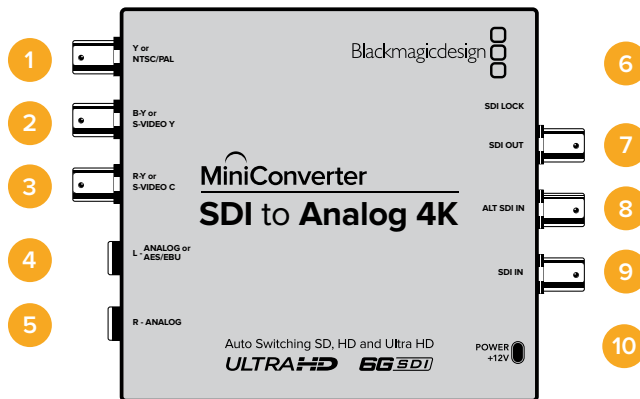 1
Y or
NTSC/PAL
2
B-Y or
S-VIDEO Y
3
R-Y or
S-VIDEO C
4
L - ANALOG or
AES/EBU
5
R - ANALOG
Blackmagicdesign
MiniConverter
SDI to Analog 4K
Auto Switching SD, HD and Ultra HD
ULTRAHD 6G SDI
6
SDI LOCK
7
SDI OUT
8
ALT SDI IN
9
SDI IN
10
POWER
+12V